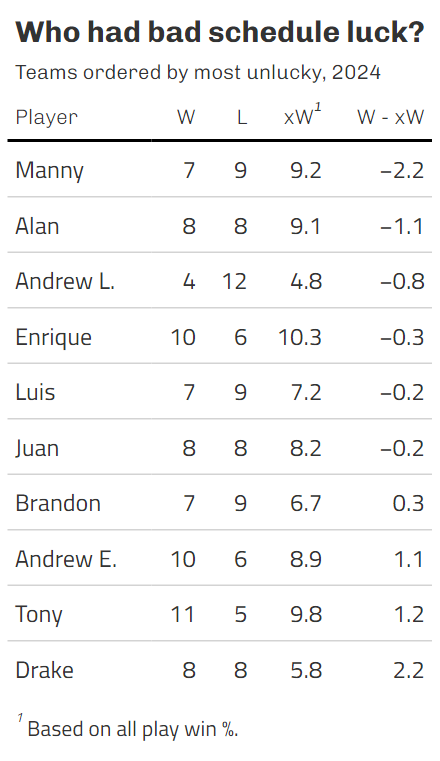 Who had bad schedule luck?
Teams ordered by most unlucky, 2024
Player W L xW1 W - xW
Manny 7 9 9.2 −2.2
Alan 8 8 9.1 −1.1
Andrew L. 4 12 4.8 −0.8
Enrique 10 6 10.3 −0.3
Luis 7 9 7.2 −0.2
Juan 8 8 8.2 −0.2
Brandon 7 9 6.7 0.3
Andrew E. 10 6 8.9 1.1
Tony 11 5 9.8 1.2
Drake 8 8 5.8 2.2
1 Based on all play win %.